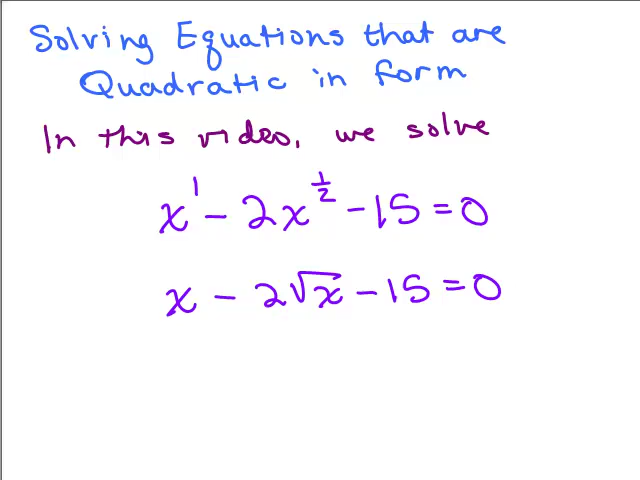 Solving Equations that are
Quadratic in form
In this video, we solve
x¹ - 2x^½ - 15 = 0
x - 2√x - 15 = 0